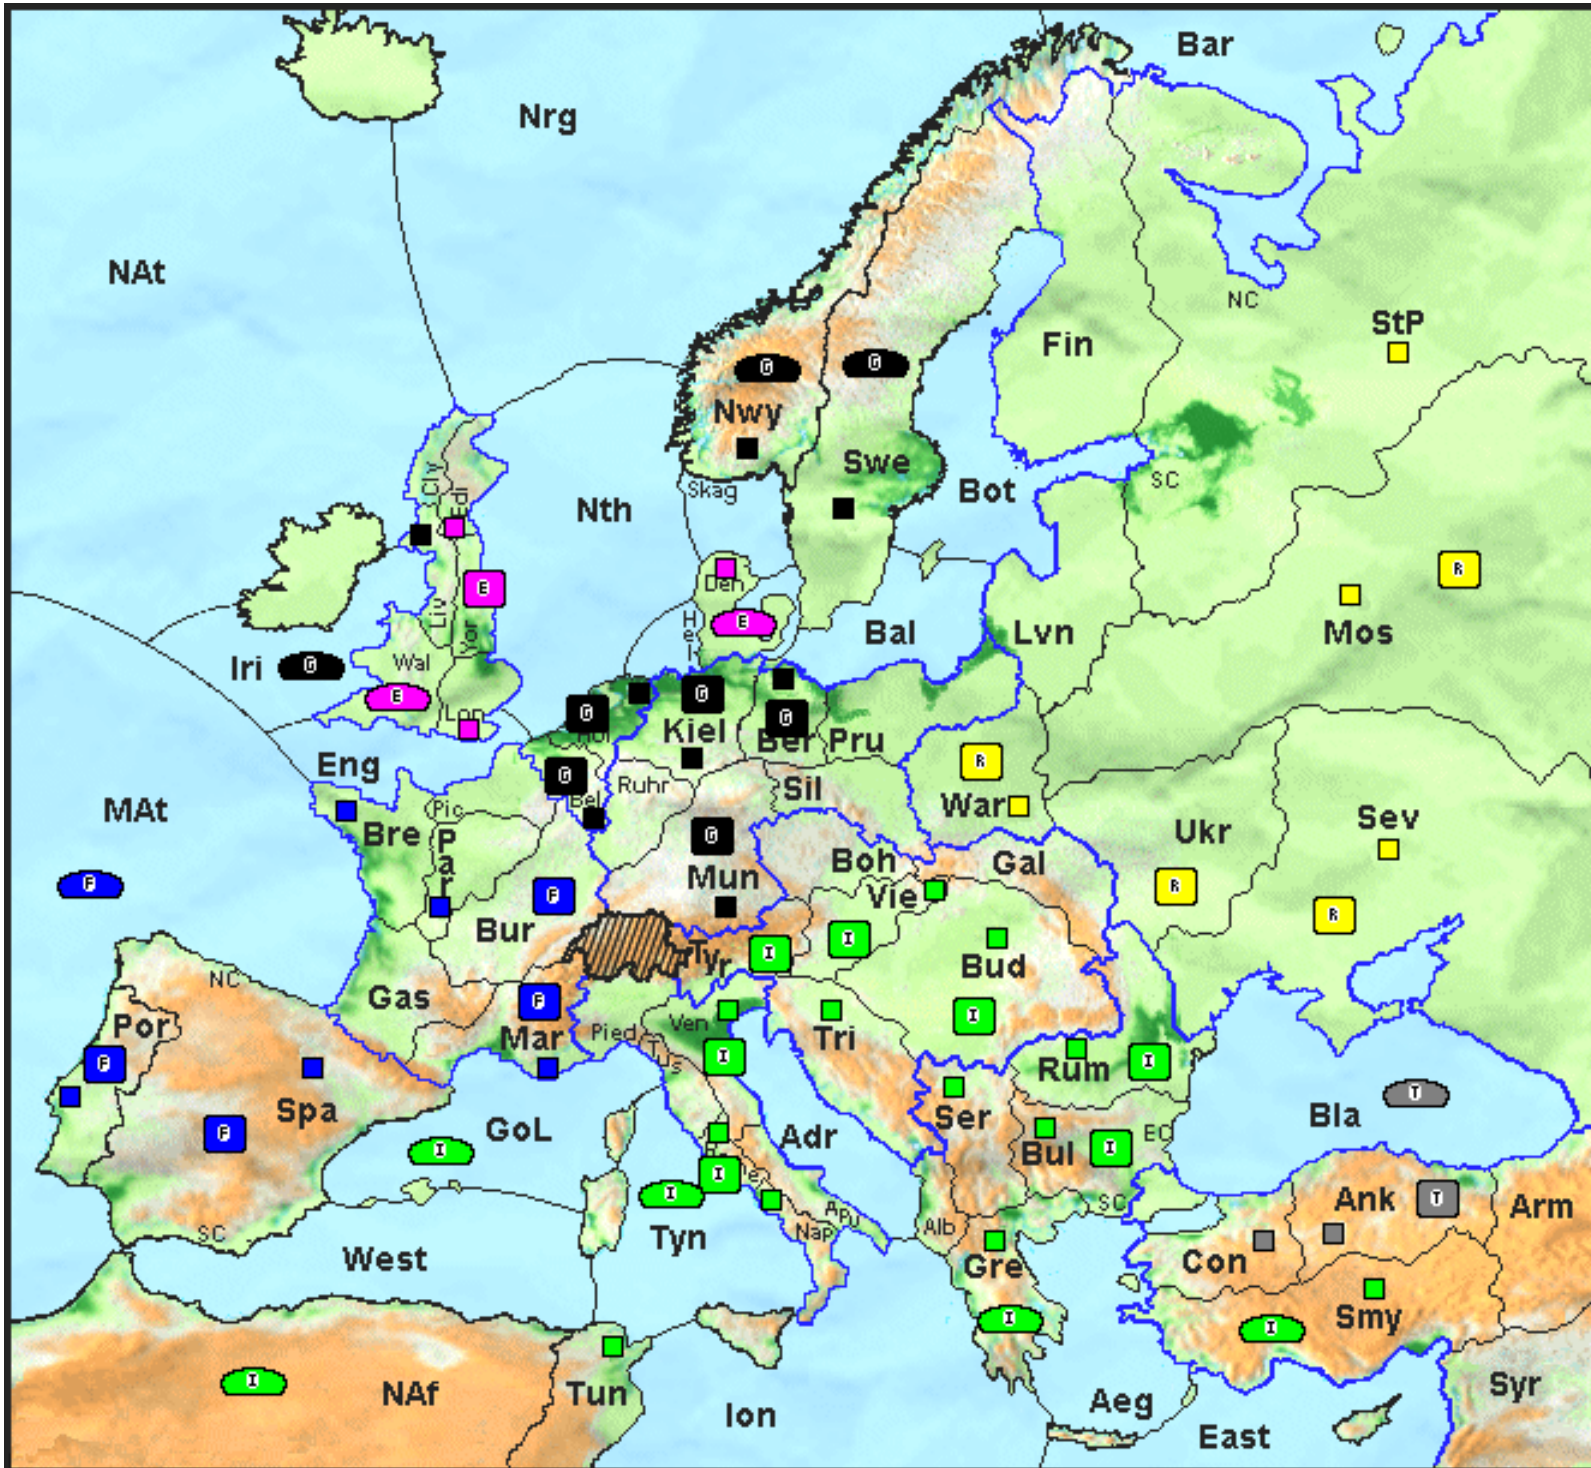 Bar
Nrg
NAt
NC
StP
Fin
Nwy
Swe
Cly
Edi
Skag
SC
Bot
Nth
Den
Hel
Bal
Lvn
Mos
Liv
Yor
Iri
Wal
Lon
Hol
Kiel
Ber
Pru
Eng
Ruhr
Sil
War
Bel
MAt
Pic
Bre
Par
Ukr
Sev
Boh
Gal
Mun
Vie
Bur
Tyr
Bud
NC
Gas
Por
Mar
Pied
Ven
Tus
Tri
Rum
Spa
GoL
Adr
Ser
Bul
EC
Bla
SC
West
Tyn
Nap
Apu
Alb
SC
Gre
Con
Ank
Arm
Smy
NAf
Tun
Ion
Aeg
East
Syr
G
G
E
R
E
G
E
G
G
G
G
R
G
F
F
R
R
I
I
F
I
F
I
I
F
I
I
T
I
I
I
T
I
I
I